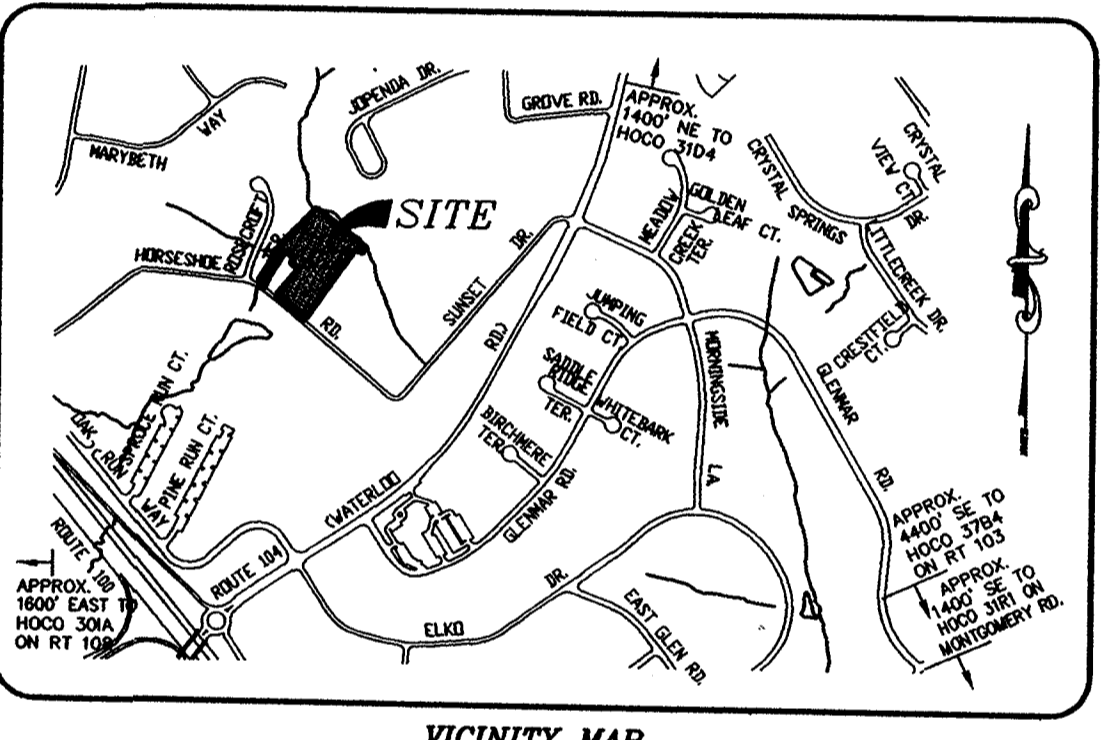 JOPENDA DR.
GROVE RD.
APPROX.
1400' NE TO
HOCO 31D4
MARYBETH WAY
CRYSTAL
VIEW CT.
CRYSTAL SPRINGS
DR.
GOLDEN
LEAF CT.
MEADOW
CREEK
TER.
SITE
ROSECROFT
HORSESHOE RD.
SUNSET DR.
LITTLECREEK DR.
CRESTFIELD
CT.
JUMPING
FIELD CT.
SADDLE
RIDGE
TER.
WHITEBARK
CT.
BIRCHMERE
TER.
MORNINGSIDE LA
GLENMAR RD.
GLENMAR RD.
SPRUCE RUN CT.
PINE RUN CT.
OAK RUN WAY
ROUTE 104 (WATERLOO RD.)
ROUTE 100
APPROX.
1600' EAST TO
HOCO 301A
ON RT 108
ELKO DR.
EAST GLEN RD.
APPROX.
4400' SE TO
HOCO 37B4
ON RT 103
APPROX.
1400' SE TO
HOCO 31R1 ON
MONTGOMERY RD.
VICINITY MAP